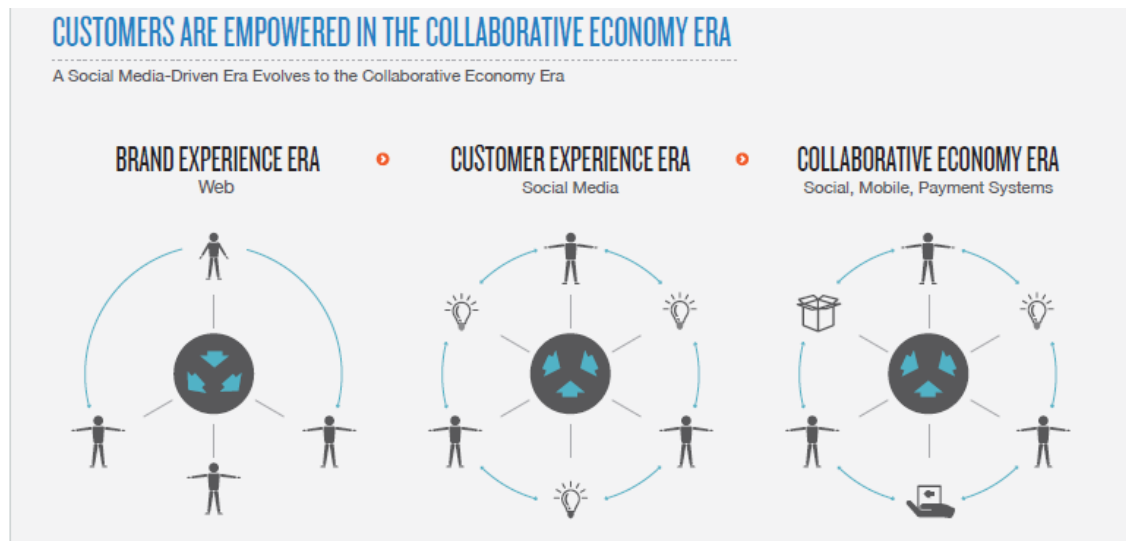 CUSTOMERS ARE EMPOWERED IN THE COLLABORATIVE ECONOMY ERA
A Social Media-Driven Era Evolves to the Collaborative Economy Era
BRAND EXPERIENCE ERA
Web
CUSTOMER EXPERIENCE ERA
Social Media
COLLABORATIVE ECONOMY ERA
Social, Mobile, Payment Systems